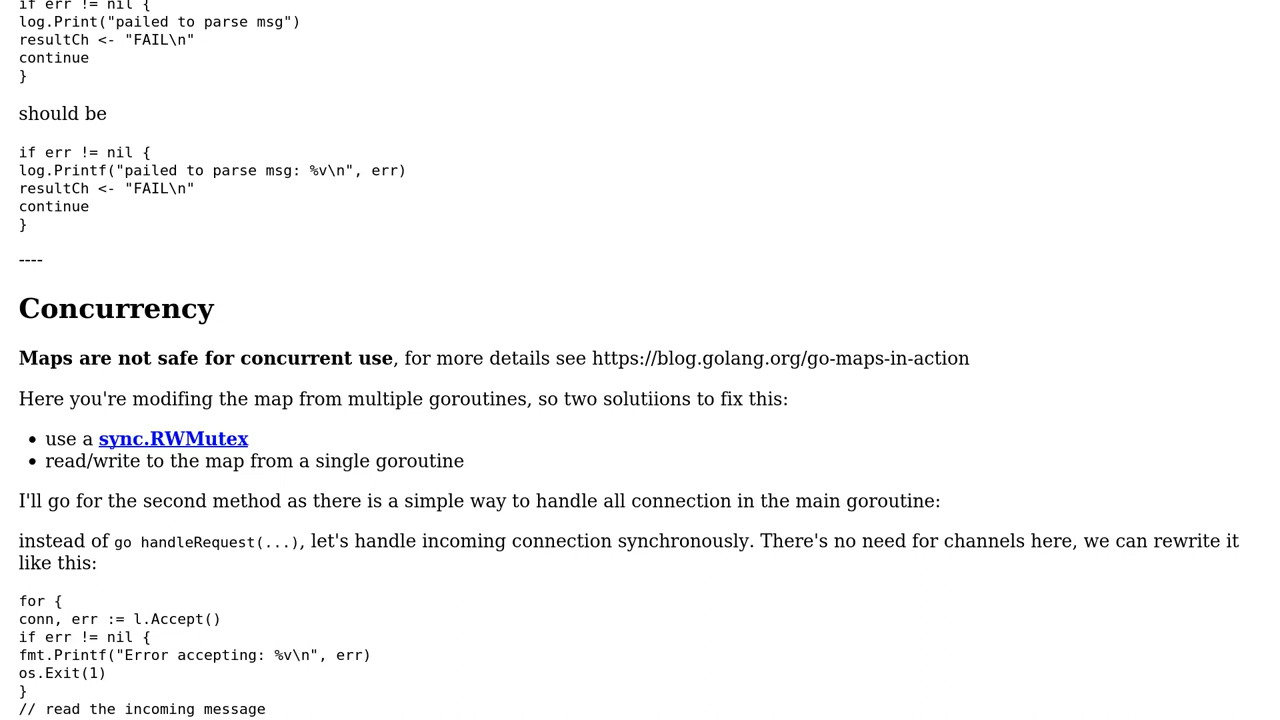 if err != nil {
log.Print("pailed to parse msg")
resultCh <- "FAIL\n"
continue
}
should be
if err != nil {
log.Printf("pailed to parse msg: %v\n", err)
resultCh <- "FAIL\n"
continue
}
----
Concurrency
Maps are not safe for concurrent use, for more details see https://blog.golang.org/go-maps-in-action
Here you're modifing the map from multiple goroutines, so two solutiions to fix this:
• use a sync.RWMutex
• read/write to the map from a single goroutine
I'll go for the second method as there is a simple way to handle all connection in the main goroutine:
instead of go handleRequest(...), let's handle incoming connection synchronously. There's no need for channels here, we can rewrite it
like this:
for {
conn, err := l.Accept()
if err != nil {
fmt.Printf("Error accepting: %v\n", err)
os.Exit(1)
}
// read the incoming message